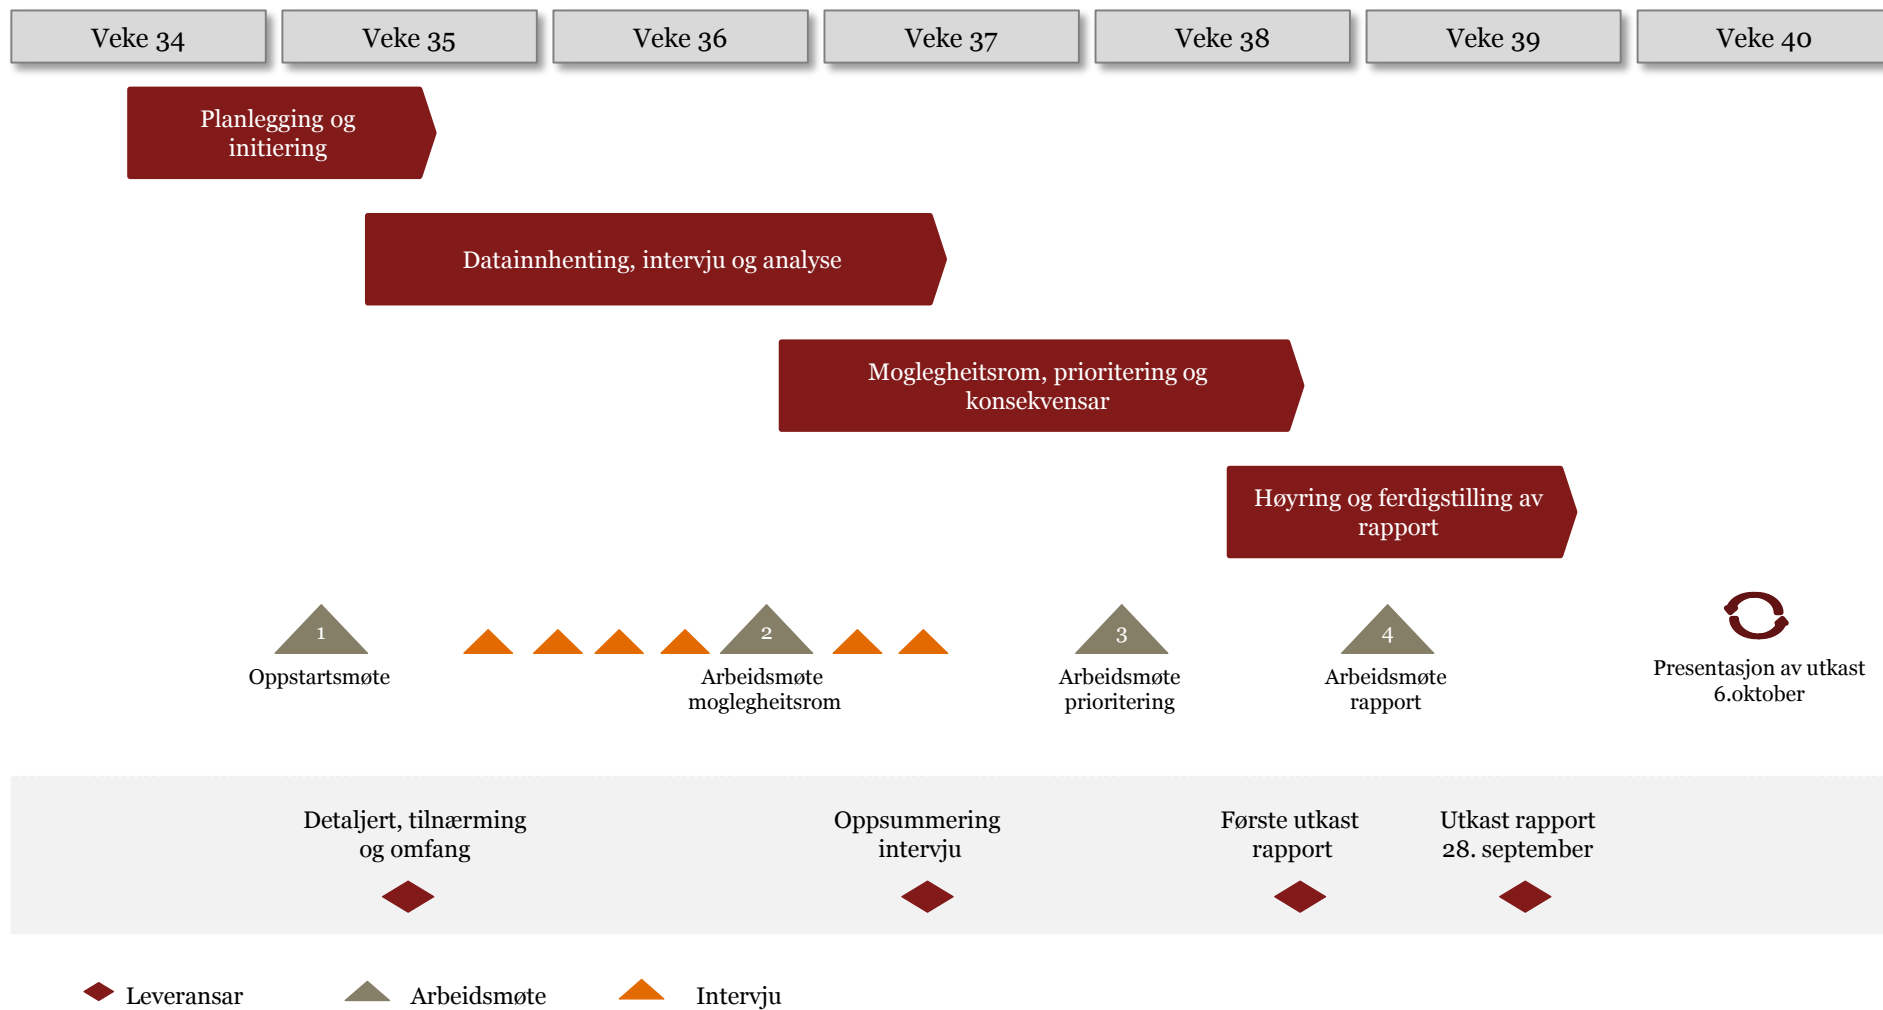 Veke 34
Veke 35
Veke 36
Veke 37
Veke 38
Veke 39
Veke 40
Planlegging og
initiering
Datainnhenting, intervju og analyse
Moglegheitsrom, prioritering og
konsekvensar
Høyring og ferdigstilling av
rapport
1
Oppstartsmøte
2
Arbeidsmøte
moglegheitsrom
3
Arbeidsmøte
prioritering
4
Arbeidsmøte
rapport
Presentasjon av utkast
6.oktober
Detaljert, tilnærming
og omfang
Oppsummering
intervju
Første utkast
rapport
Utkast rapport
28. september
Leveransar
Arbeidsmøte
Intervju